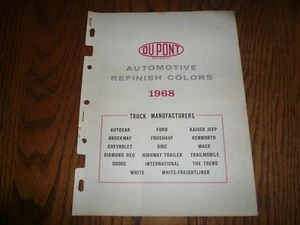 DU PONT
AUTOMOTIVE
REFINISH COLORS
1968
TRUCK MANUFACTURERS
AUTOCAR FORD KAISER JEEP
BROCKWAY FRUEHAUF KENWORTH
CHEVROLET GMC MACK
DIAMOND REO HIGHWAY TRAILER TRAILMOBILE
DODGE INTERNATIONAL THE TREND
WHITE WHITE-FREIGHTLINER